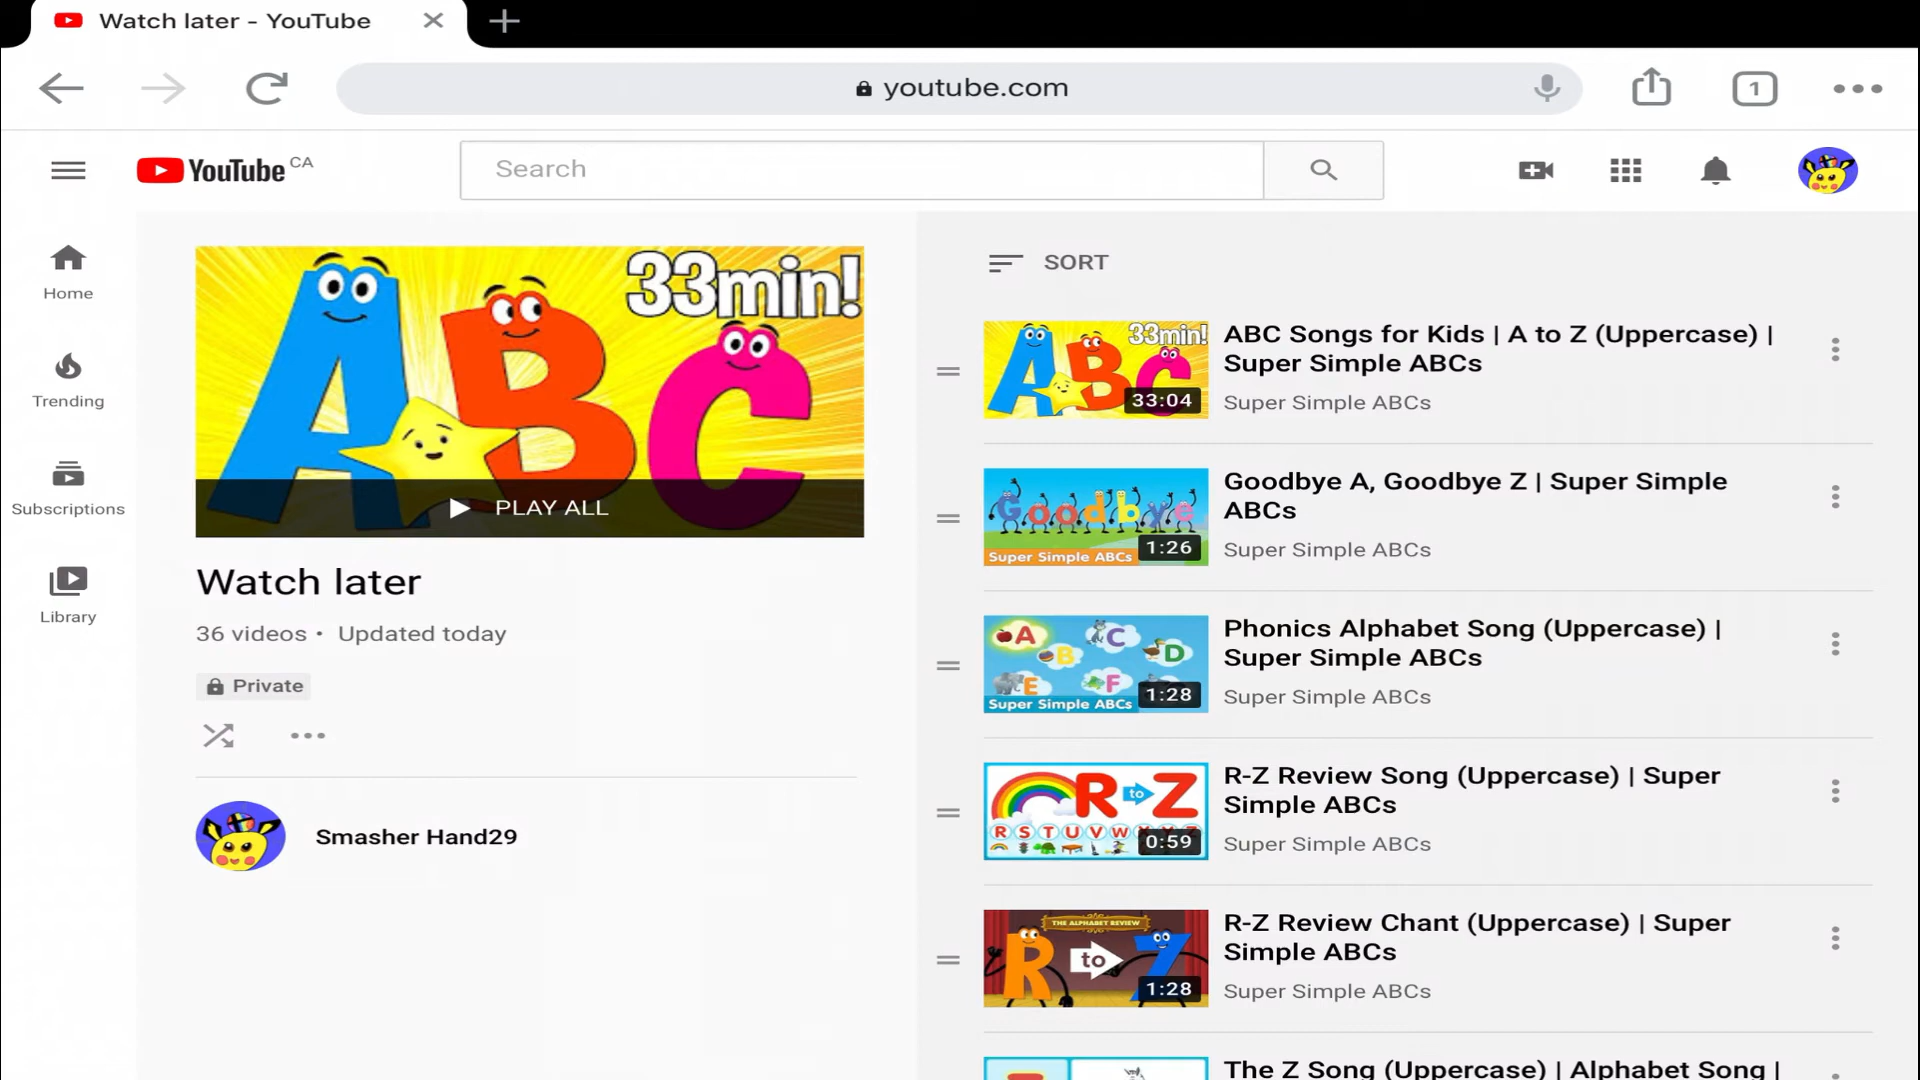 Watch later - YouTube
youtube.com
1
YouTube CA
Search
Home
Trending
Subscriptions
Library
33min!
ABC
PLAY ALL
Watch later
36 videos • Updated today
Private
Smasher Hand29
SORT
33min!
ABC
33:04
ABC Songs for Kids | A to Z (Uppercase) |
Super Simple ABCs
Super Simple ABCs
Goodbye
Super Simple ABCs
1:26
Goodbye A, Goodbye Z | Super Simple
ABCs
Super Simple ABCs
A C
B D
E F
Super Simple ABCs
1:28
Phonics Alphabet Song (Uppercase) |
Super Simple ABCs
Super Simple ABCs
R to Z
R S T U V W X Y Z
0:59
R-Z Review Song (Uppercase) | Super
Simple ABCs
Super Simple ABCs
THE ALPHABET REVIEW
R to Z
1:28
R-Z Review Chant (Uppercase) | Super
Simple ABCs
Super Simple ABCs
The Z Song (Uppercase) | Alphabet Song |